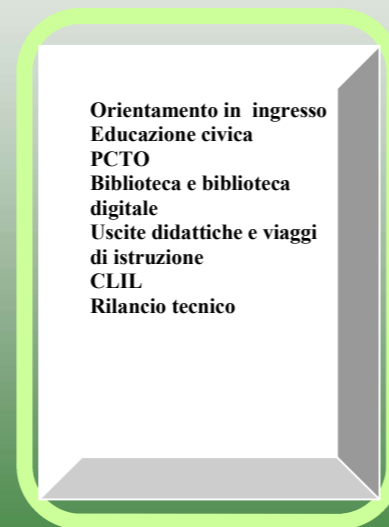 Orientamento in ingresso
Educazione civica
PCTO
Biblioteca e biblioteca
digitale
Uscite didattiche e viaggi
di istruzione
CLIL
Rilancio tecnico